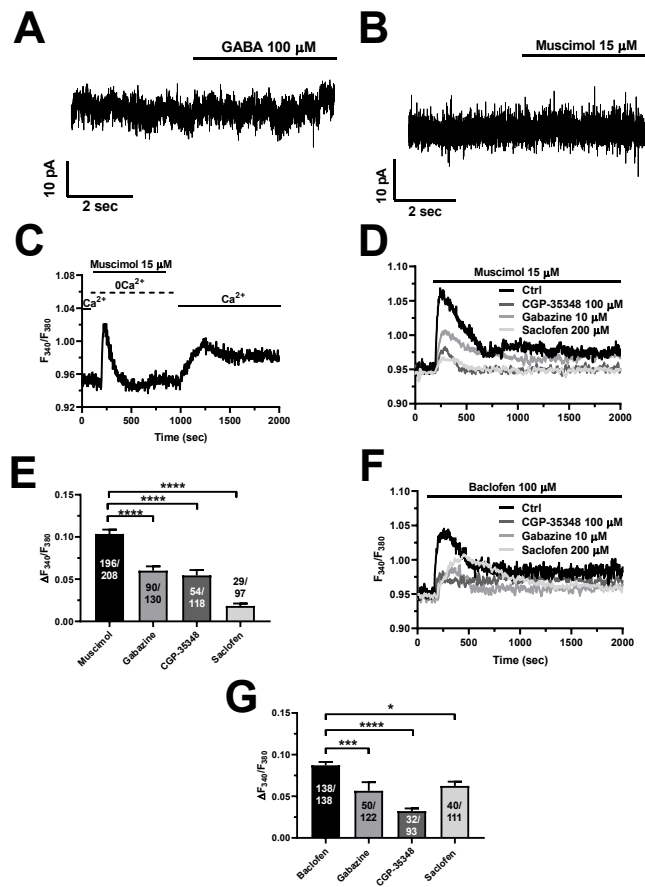 A
GABA 100 µM
10 pA
2 sec
B
Muscimol 15 µM
10 pA
2 sec
C
Muscimol 15 µM
0Ca2+
Ca2+
Ca2+
1.08
1.04
1.00
0.96
0.92
F340/F380
0 500 1000 1500 2000
Time (sec)
D
Muscimol 15 µM
Ctrl
CGP-35348 100 µM
Gabazine 10 µM
Saclofen 200 µM
1.10
1.05
1.00
0.95
0.90
F340/F380
0 500 1000 1500 2000
Time (sec)
E
****
****
****
0.15
0.10
0.05
0.00
ΔF340/F380
196/
208
90/
130
54/
118
29/
97
Muscimol
Gabazine
CGP-35348
Saclofen
F
Baclofen 100 µM
Ctrl
CGP-35348 100 µM
Gabazine 10 µM
Saclofen 200 µM
1.10
1.05
1.00
0.95
0.90
F340/F380
0 500 1000 1500 2000
Time (sec)
G
*
****
***
0.15
0.10
0.05
0.00
ΔF340/F380
138/
138
50/
122
32/
93
40/
111
Baclofen
Gabazine
CGP-35348
Saclofen